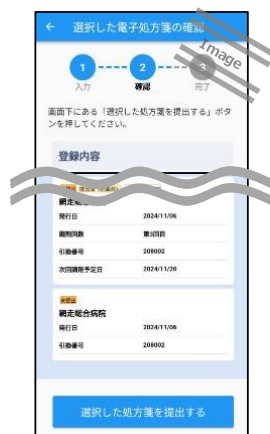 ← 選択した電子処方箋の確認
Image
1 2 3
入力 確認 完了
画面下にある「選択した処方箋を提出する」ボタ
ンを押してください。
登録内容
網走総合病院
発行日 2024/11/06
調剤回数 第3回目
引換番号 208002
次回調剤予定日 2024/11/20
未提出
網走総合病院
発行日 2024/11/06
引換番号 208002
選択した処方箋を提出する